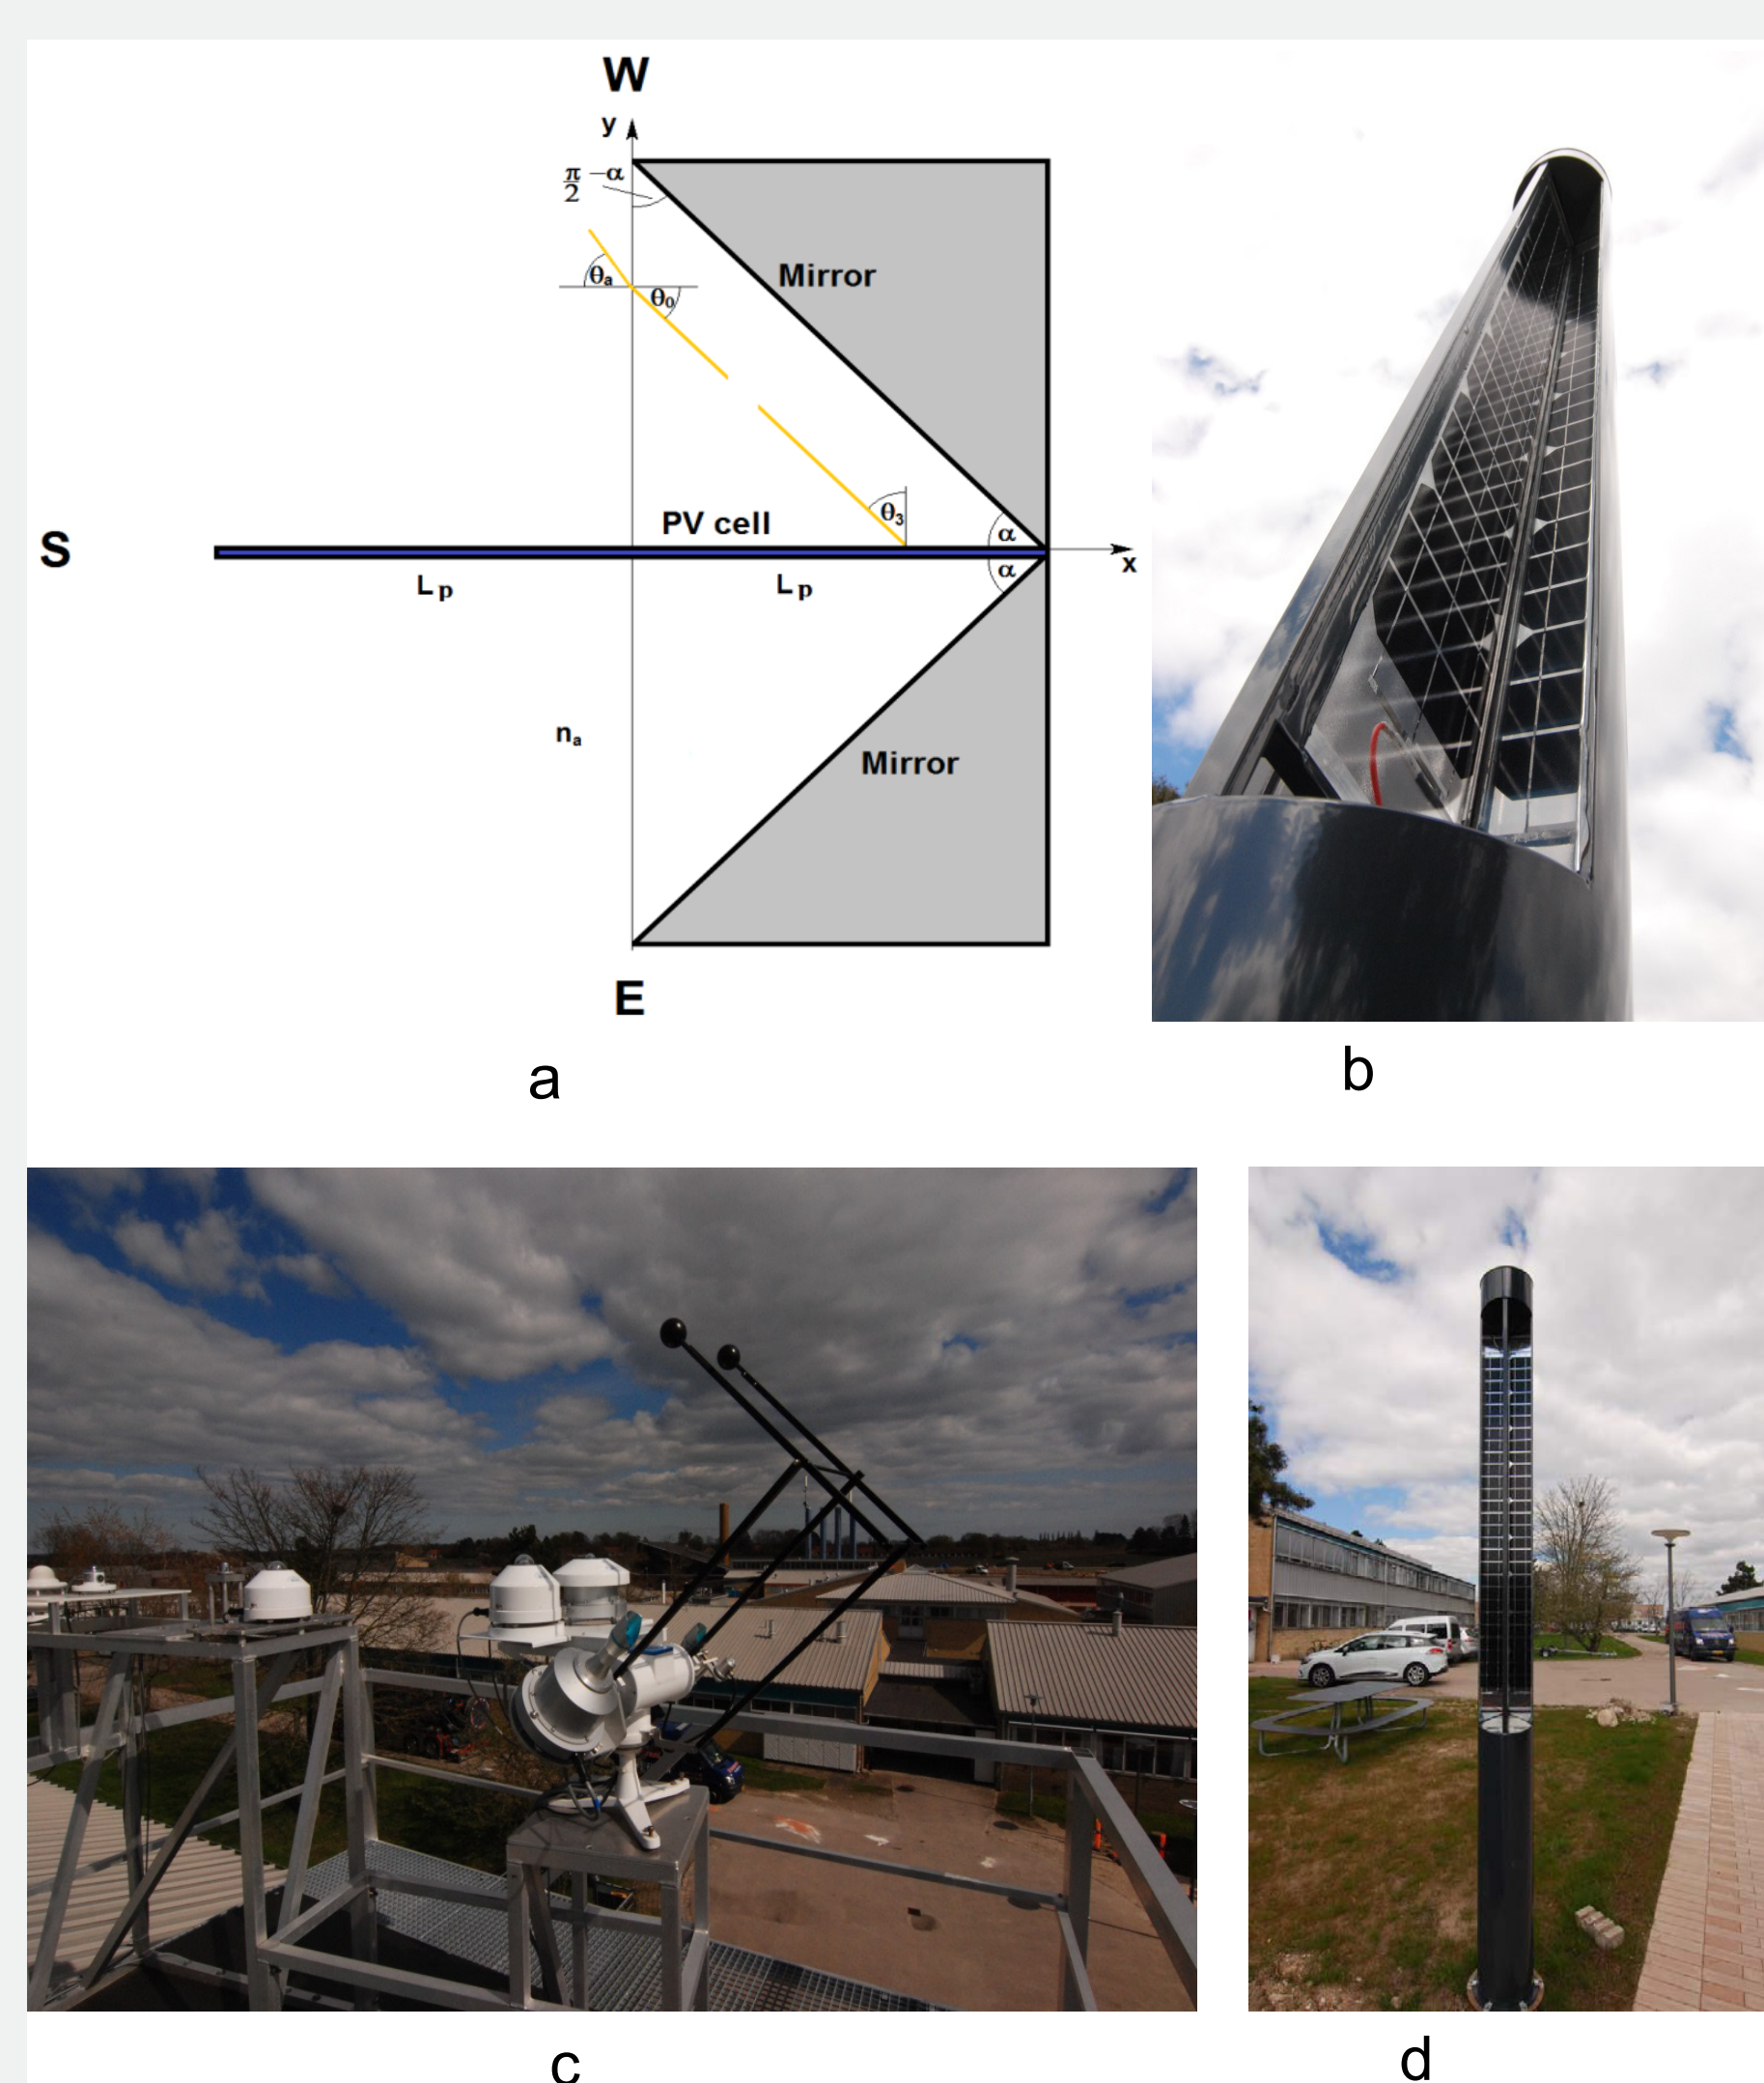 W
y
π/2 –α
θa
θ0
Mirror
PV cell
θ3
α
S
x
α
Lp
Lp
na
Mirror
E
a
b
c
d